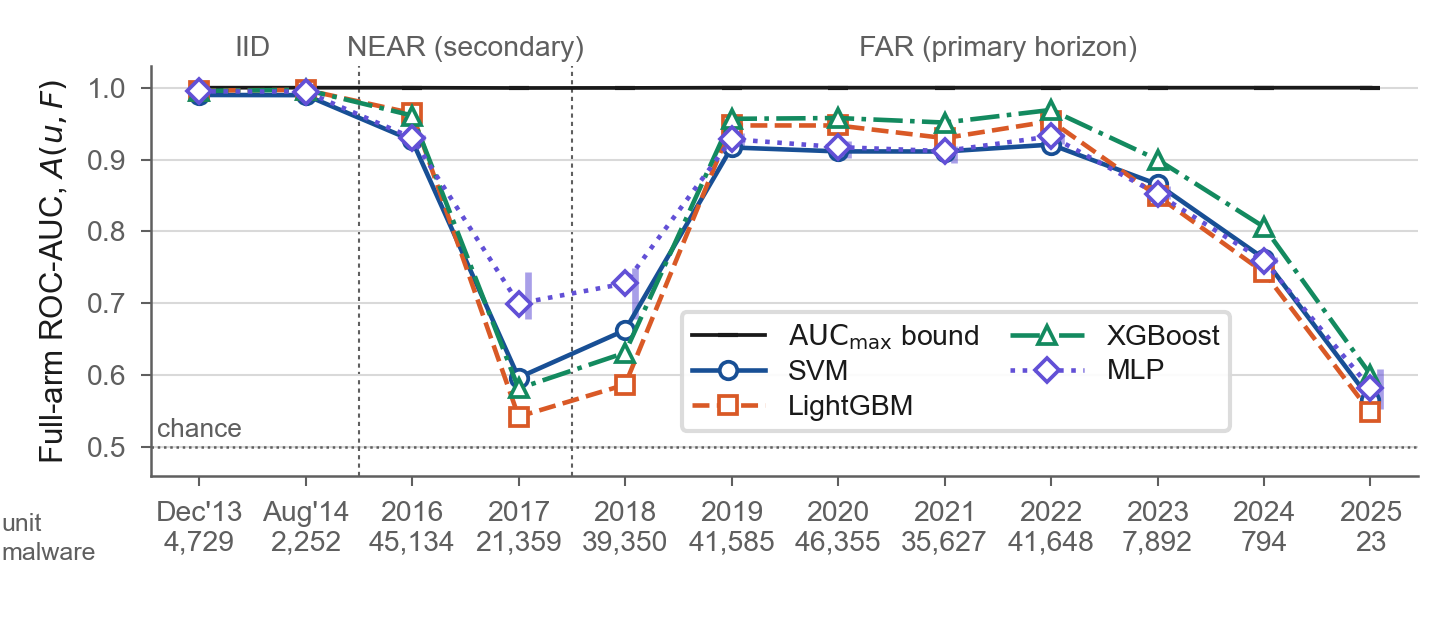 IID NEAR (secondary) FAR (primary horizon)
Full-arm ROC-AUC, A(u, F)
1.0
0.9
0.8
0.7
0.6
0.5
chance
AUCmax bound
SVM
LightGBM
XGBoost
MLP
Dec'13 Aug'14 2016 2017 2018 2019 2020 2021 2022 2023 2024 2025
unit
malware
4,729 2,252 45,134 21,359 39,350 41,585 46,355 35,627 41,648 7,892 794 23